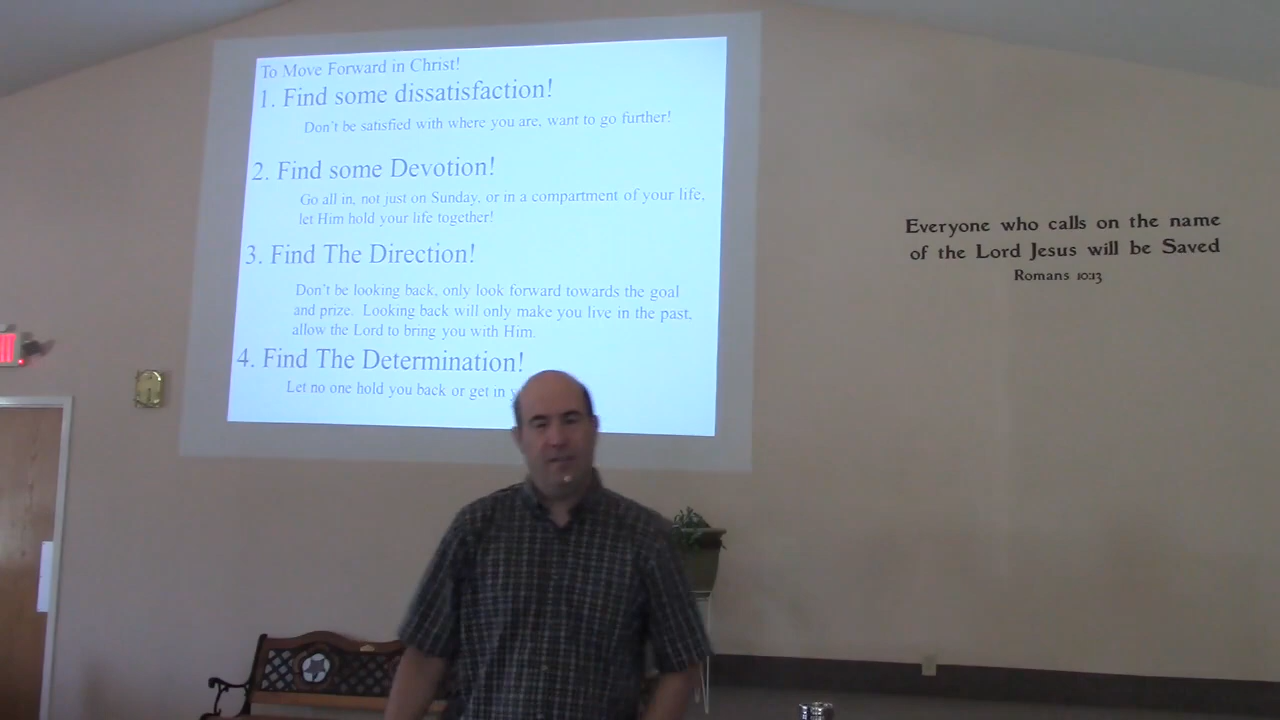 To Move Forward in Christ!
1. Find some dissatisfaction!
Don't be satisfied with where you are, want to go further!
2. Find some Devotion!
Go all in, not just on Sunday, or in a compartment of your life,
let Him hold your life together!
3. Find The Direction!
Don't be looking back, only look forward towards the goal
and prize. Looking back will only make you live in the past,
allow the Lord to bring you with Him.
4. Find The Determination!
Let no one hold you back or get in
Everyone who calls on the name
of the Lord Jesus will be Saved
Romans 10:13